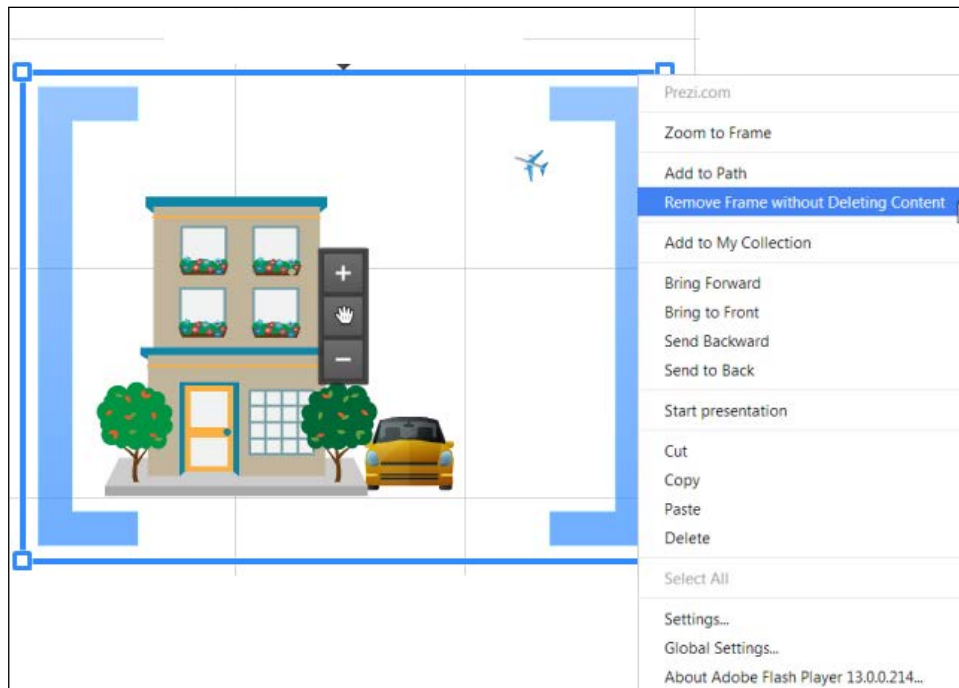 Prezi.com
Zoom to Frame
Add to Path
Remove Frame without Deleting Content
Add to My Collection
Bring Forward
Bring to Front
Send Backward
Send to Back
Start presentation
Cut
Copy
Paste
Delete
Select All
Settings...
Global Settings...
About Adobe Flash Player 13.0.0.214...